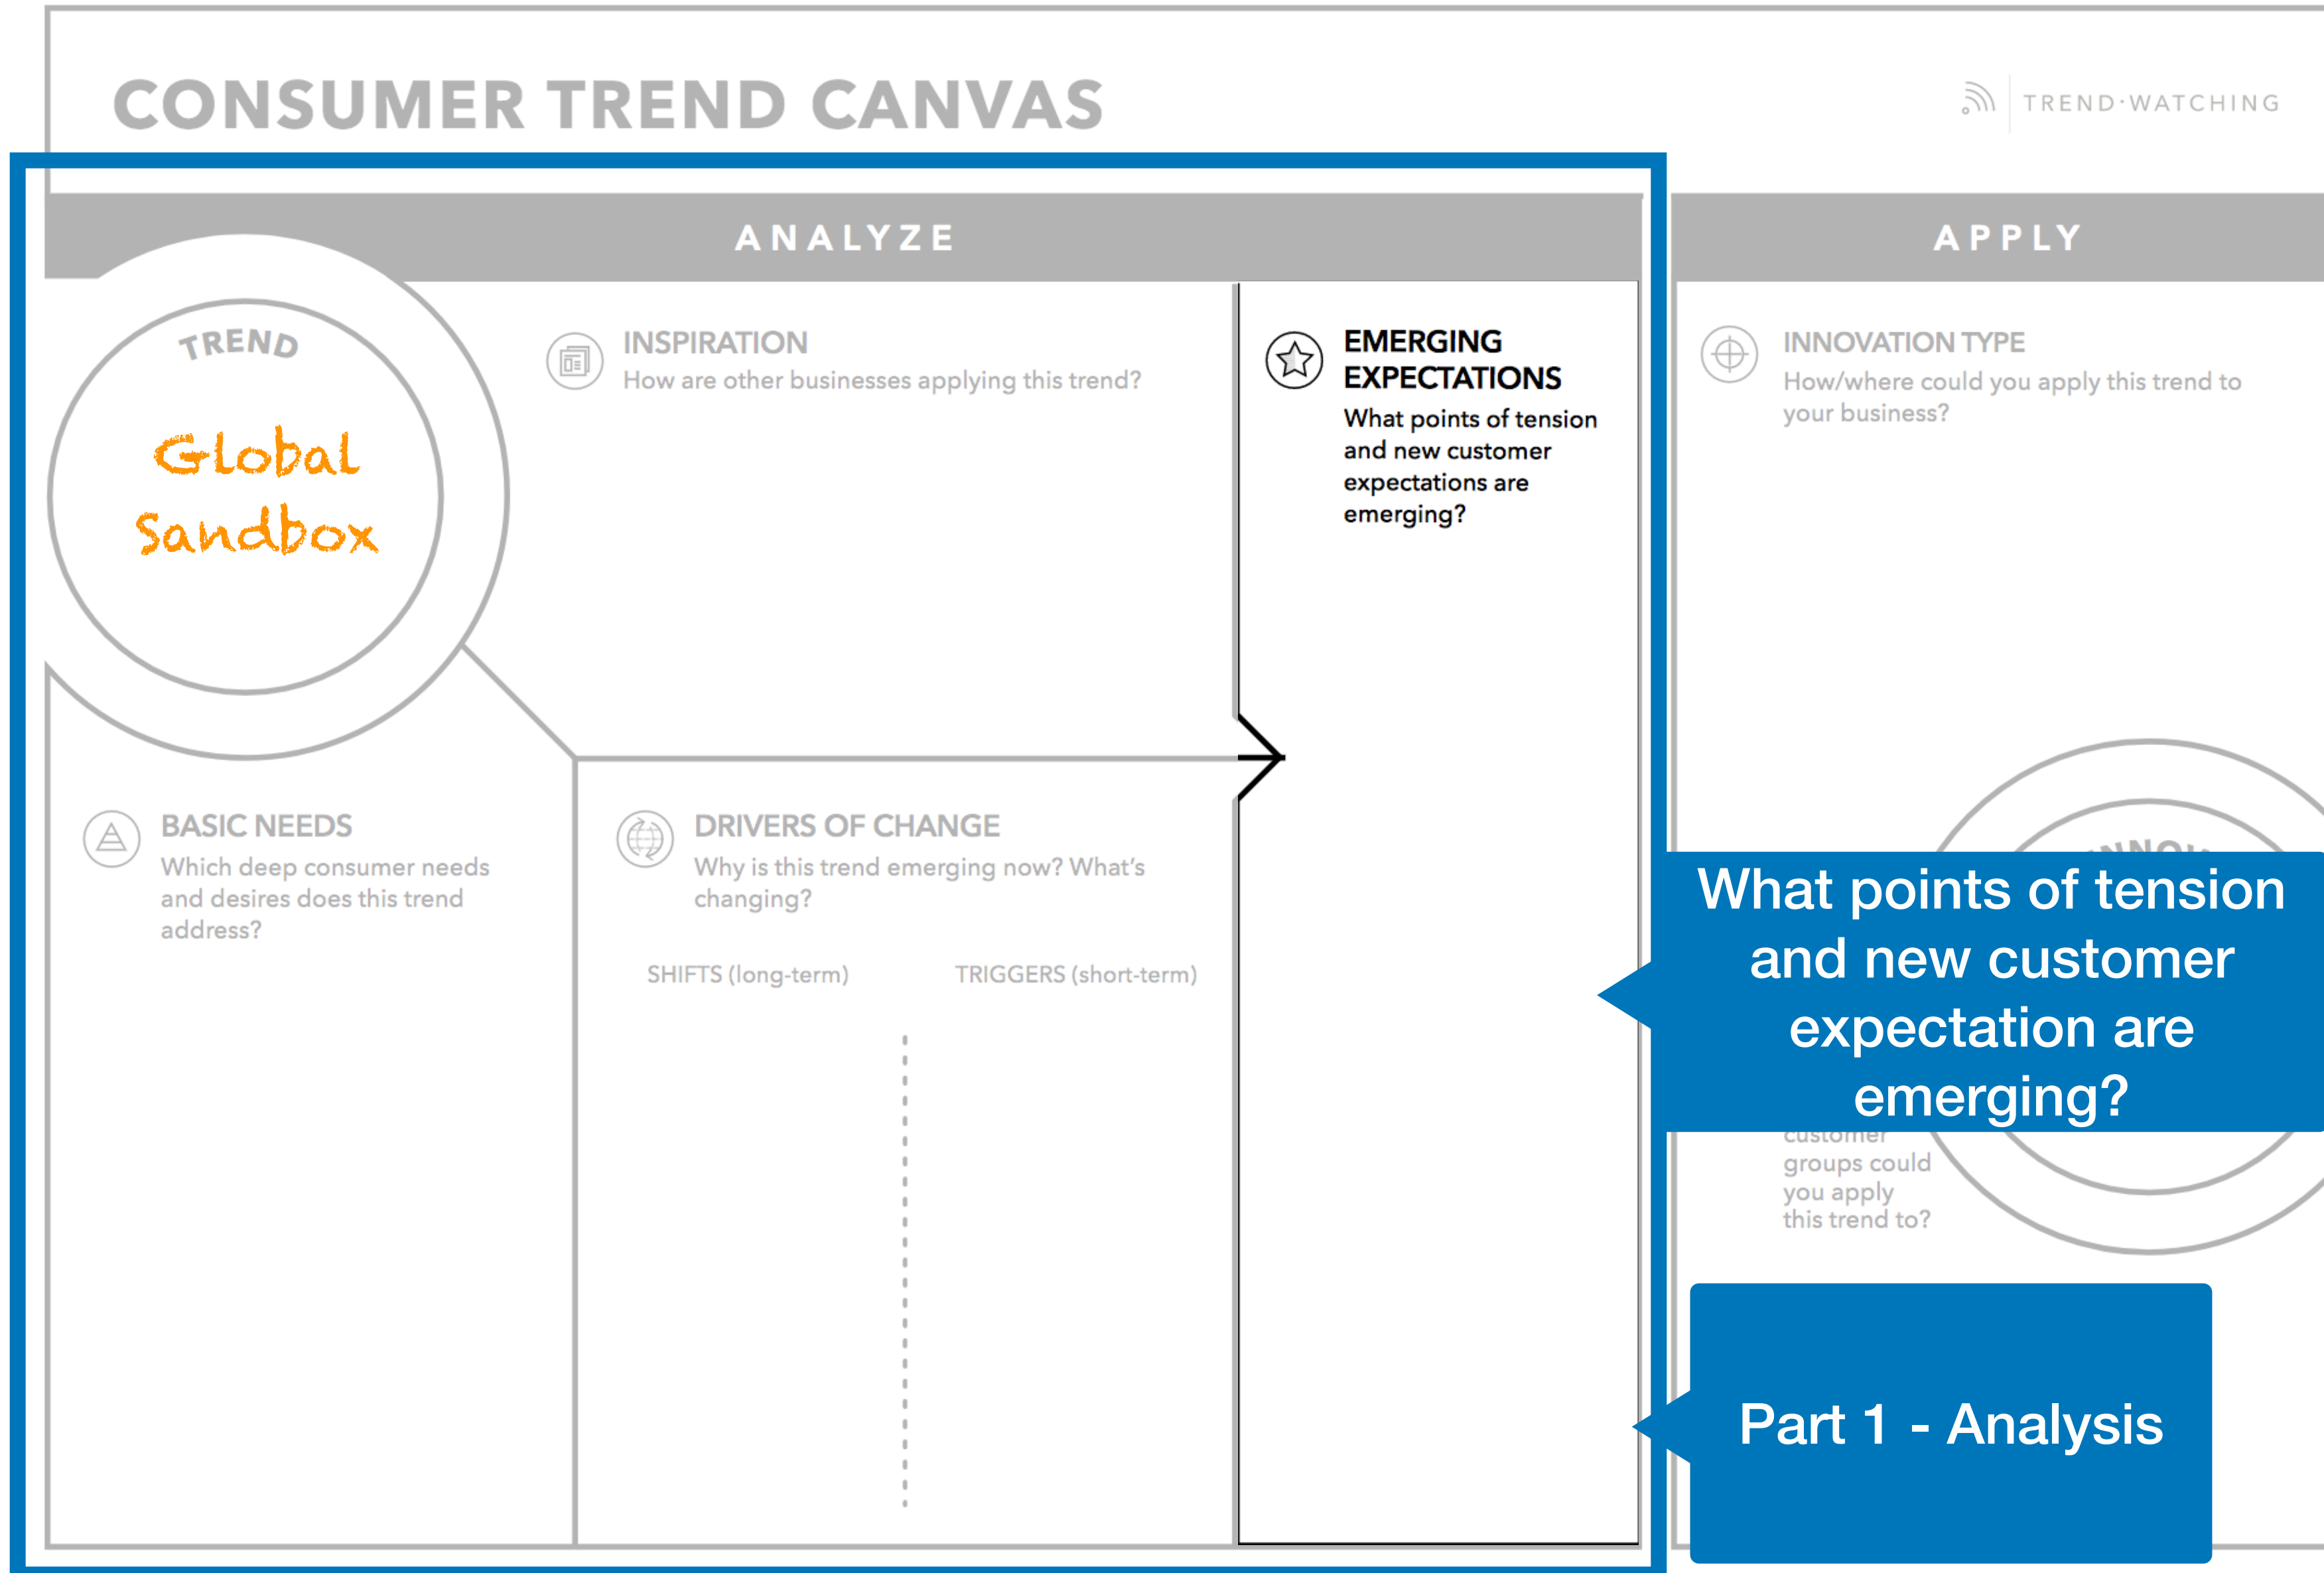 CONSUMER TREND CANVAS
TREND·WATCHING
ANALYZE
APPLY
TREND
Global
Sandbox
INSPIRATION
How are other businesses applying this trend?
EMERGING
EXPECTATIONS
What points of tension
and new customer
expectations are
emerging?
INNOVATION TYPE
How/where could you apply this trend to
your business?
BASIC NEEDS
Which deep consumer needs
and desires does this trend
address?
DRIVERS OF CHANGE
Why is this trend emerging now? What's
changing?
SHIFTS (long-term)
TRIGGERS (short-term)
What points of tension
and new customer
expectation are
emerging?
customer
groups could
you apply
this trend to?
Part 1 - Analysis